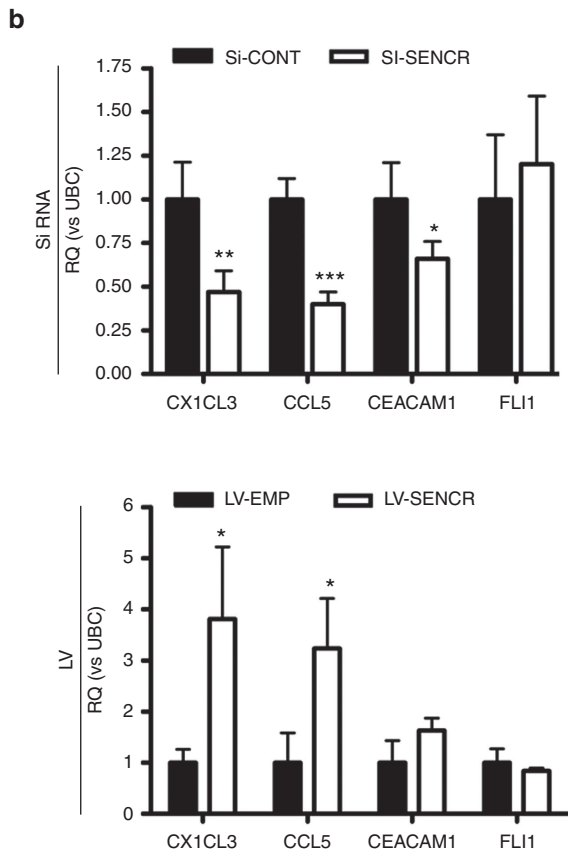 b
Si-CONT SI-SENCR
Si RNA
RQ (vs UBC)
1.75
1.50
1.25
1.00
0.75
0.50
0.25
0.00
**
***
*
CX1CL3 CCL5 CEACAM1 FLI1
LV-EMP LV-SENCR
LV
RQ (vs UBC)
6
5
4
3
2
1
0
*
*
CX1CL3 CCL5 CEACAM1 FLI1